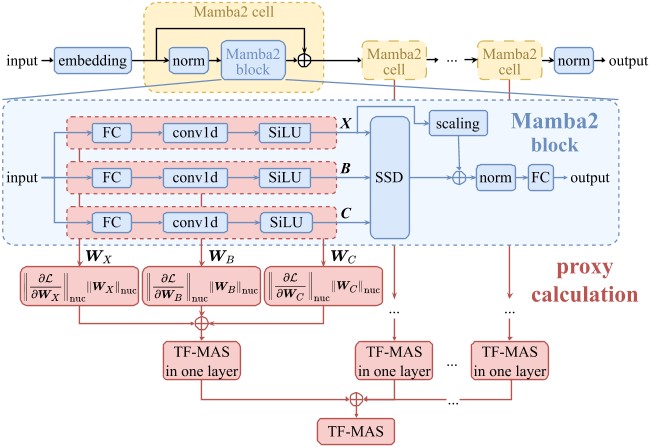 Mamba2 cell
input
embedding
norm
Mamba2
block
Mamba2
cell
...
Mamba2
cell
norm
output
Mamba2
block
input
FC
conv1d
SiLU
X
FC
conv1d
SiLU
B
FC
conv1d
SiLU
C
SSD
scaling
norm
FC
output
W_X
W_B
W_C
‖∂ℒ/∂W_X‖_nuc ‖W_X‖_nuc
‖∂ℒ/∂W_B‖_nuc ‖W_B‖_nuc
‖∂ℒ/∂W_C‖_nuc ‖W_C‖_nuc
proxy
calculation
...
...
TF-MAS
in one layer
TF-MAS
in one layer
...
TF-MAS
in one layer
...
TF-MAS